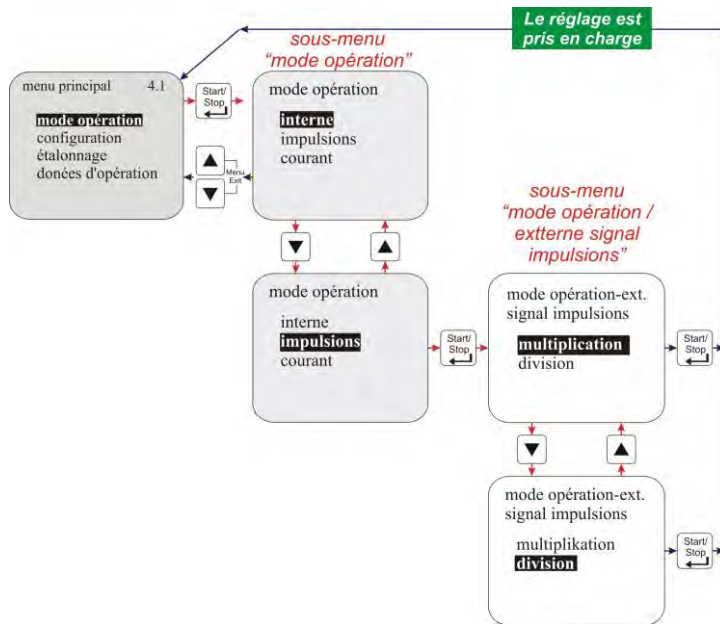 Le réglage est
pris en charge
sous-menu
"mode opération"
menu principal 4.1
mode opération
configuration
étalonnage
donées d'opération
Start/
Stop
Menu
Exit
mode opération
interne
impulsions
courant
sous-menu
"mode opération /
extterne signal
impulsions"
mode opération
interne
impulsions
courant
Start/
Stop
mode opération-ext.
signal impulsions
multiplication
division
Start/
Stop
mode opération-ext.
signal impulsions
multiplikation
division
Start/
Stop